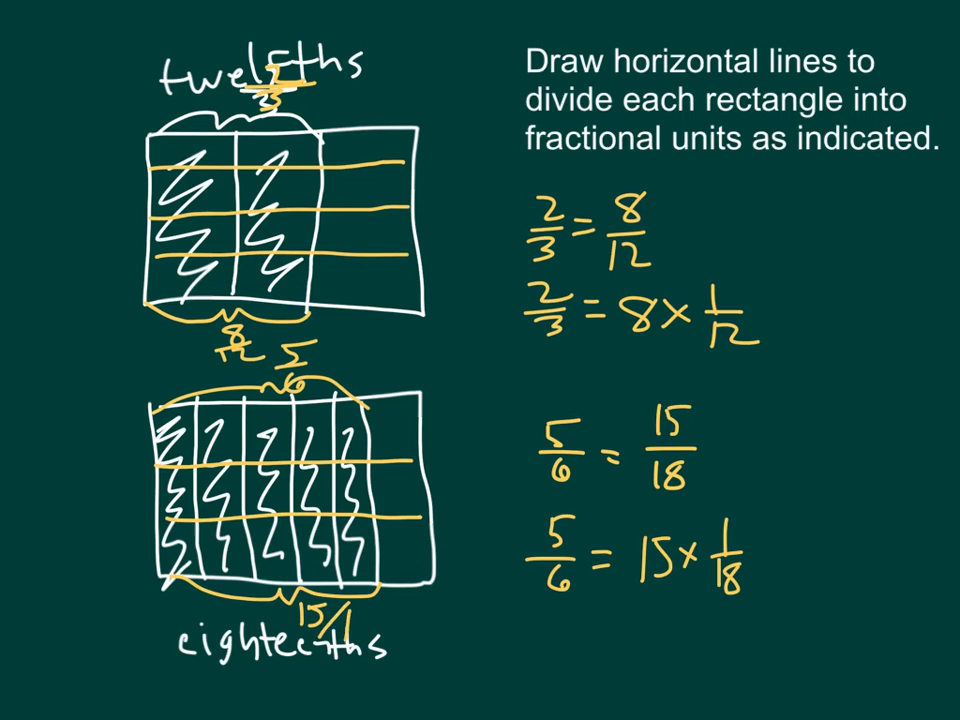 twelfths
2/3
Draw horizontal lines to
divide each rectangle into
fractional units as indicated.
2/3 = 8/12
2/3 = 8 × 1/12
8/12
5/6
5/6 = 15/18
5/6 = 15 × 1/18
15/1
eighteenths